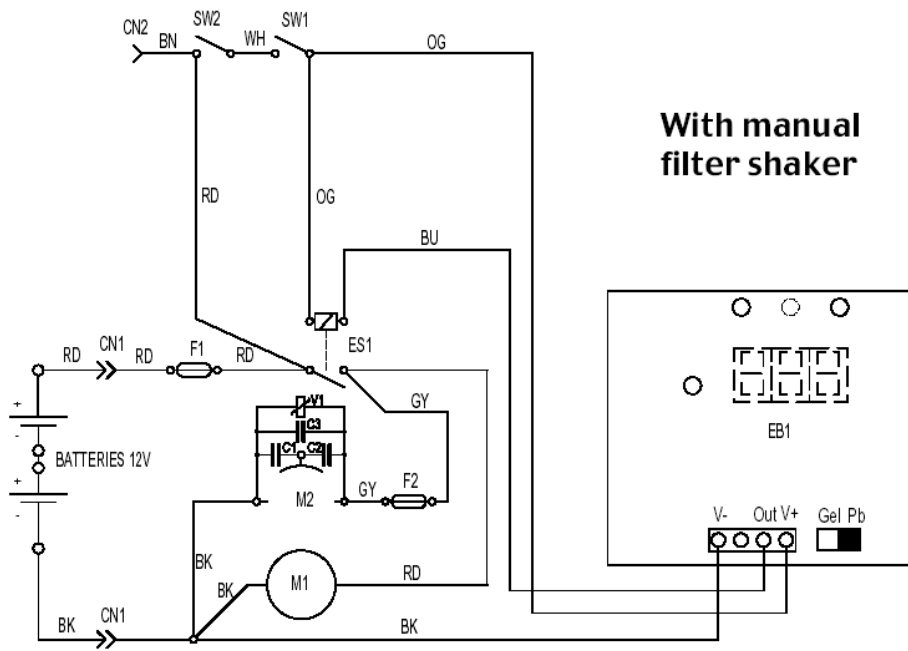 CN2
BN
SW2
WH
SW1
OG
With manual
filter shaker
RD
OG
BU
ES1
RD
CN1
RD
F1
RD
GY
V1
C3
C1
C2
BATTERIES 12V
+
-
+
-
M2
GY
F2
EB1
V-
Out
V+
Gel
Pb
BK
BK
M1
RD
BK
CN1
BK